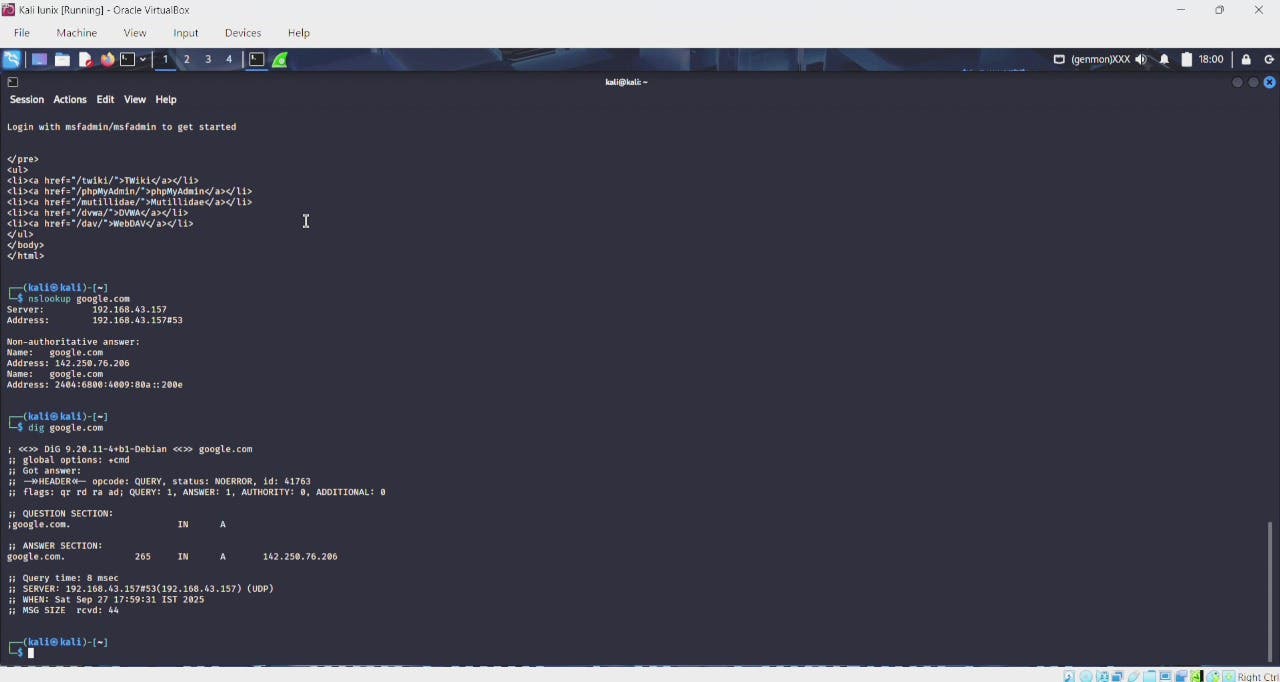 Kali lunix [Running] - Oracle VirtualBox
File Machine View Input Devices Help
1 2 3 4 (genmon)XXX 18:00
kali@kali: ~
Session Actions Edit View Help
Login with msfadmin/msfadmin to get started
</pre>
<ul>
<li><a href="/twiki/">TWiki</a></li>
<li><a href="/phpMyAdmin/">phpMyAdmin</a></li>
<li><a href="/mutillidae/">Mutillidae</a></li>
<li><a href="/dvwa/">DVWA</a></li>
<li><a href="/dav/">WebDAV</a></li>
</ul>
</body>
</html>
┌──(kali㉿kali)-[~]
└─$ nslookup google.com
Server: 192.168.43.157
Address: 192.168.43.157#53
Non-authoritative answer:
Name: google.com
Address: 142.250.76.206
Name: google.com
Address: 2404:6800:4009:80a::200e
┌──(kali㉿kali)-[~]
└─$ dig google.com
; <<>> DiG 9.20.11-4+b1-Debian <<>> google.com
;; global options: +cmd
;; Got answer:
;; ->>HEADER<<- opcode: QUERY, status: NOERROR, id: 41763
;; flags: qr rd ra ad; QUERY: 1, ANSWER: 1, AUTHORITY: 0, ADDITIONAL: 0
;; QUESTION SECTION:
;google.com. IN A
;; ANSWER SECTION:
google.com. 265 IN A 142.250.76.206
;; Query time: 8 msec
;; SERVER: 192.168.43.157#53(192.168.43.157) (UDP)
;; WHEN: Sat Sep 27 17:59:31 IST 2025
;; MSG SIZE rcvd: 44
┌──(kali㉿kali)-[~]
└─$
Right Ctrl